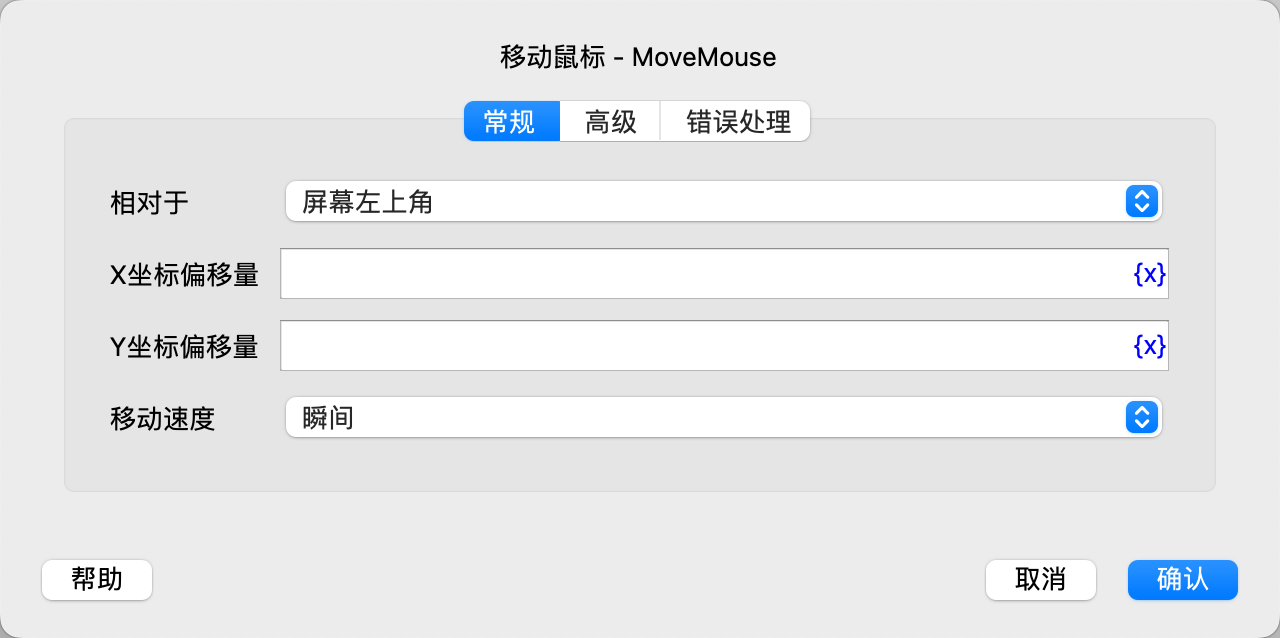 移动鼠标 - MoveMouse
常规 高级 错误处理
相对于 屏幕左上角
X坐标偏移量 {x}
Y坐标偏移量 {x}
移动速度 瞬间
帮助 取消 确认